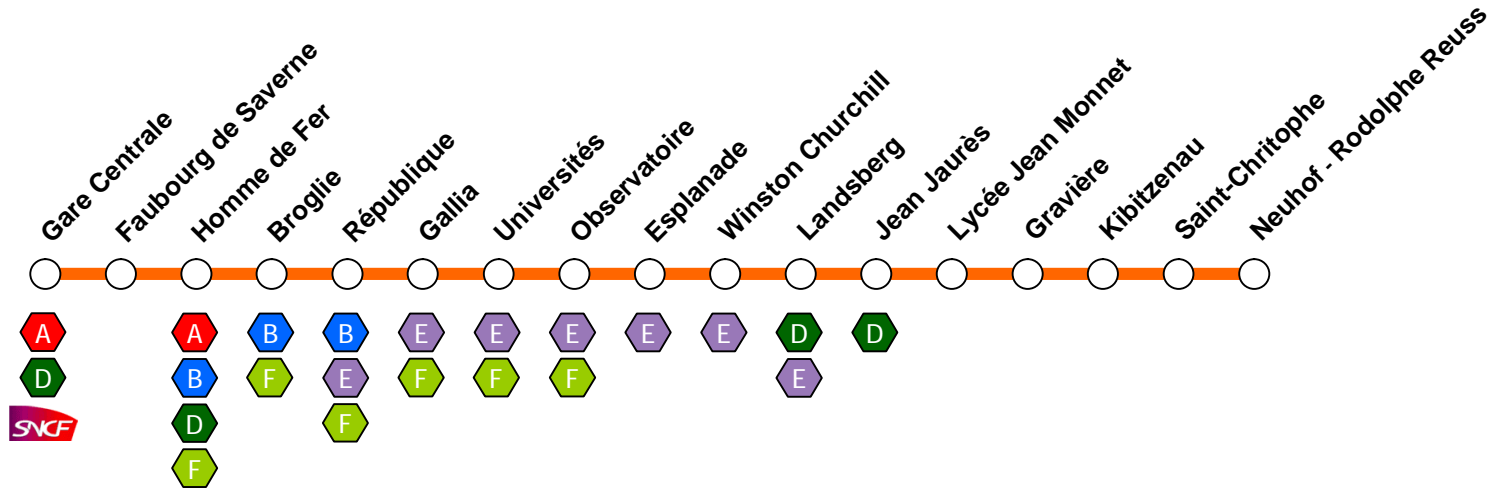 Gare Centrale
Faubourg de Saverne
Homme de Fer
Broglie
République
Gallia
Universités
Observatoire
Esplanade
Winston Churchill
Landsberg
Jean Jaurès
Lycée Jean Monnet
Gravière
Kibitzenau
Saint-Chritophe
Neuhof - Rodolphe Reuss
A A B B E E E E E D D
D B F E F F F E
SNCF D F
F